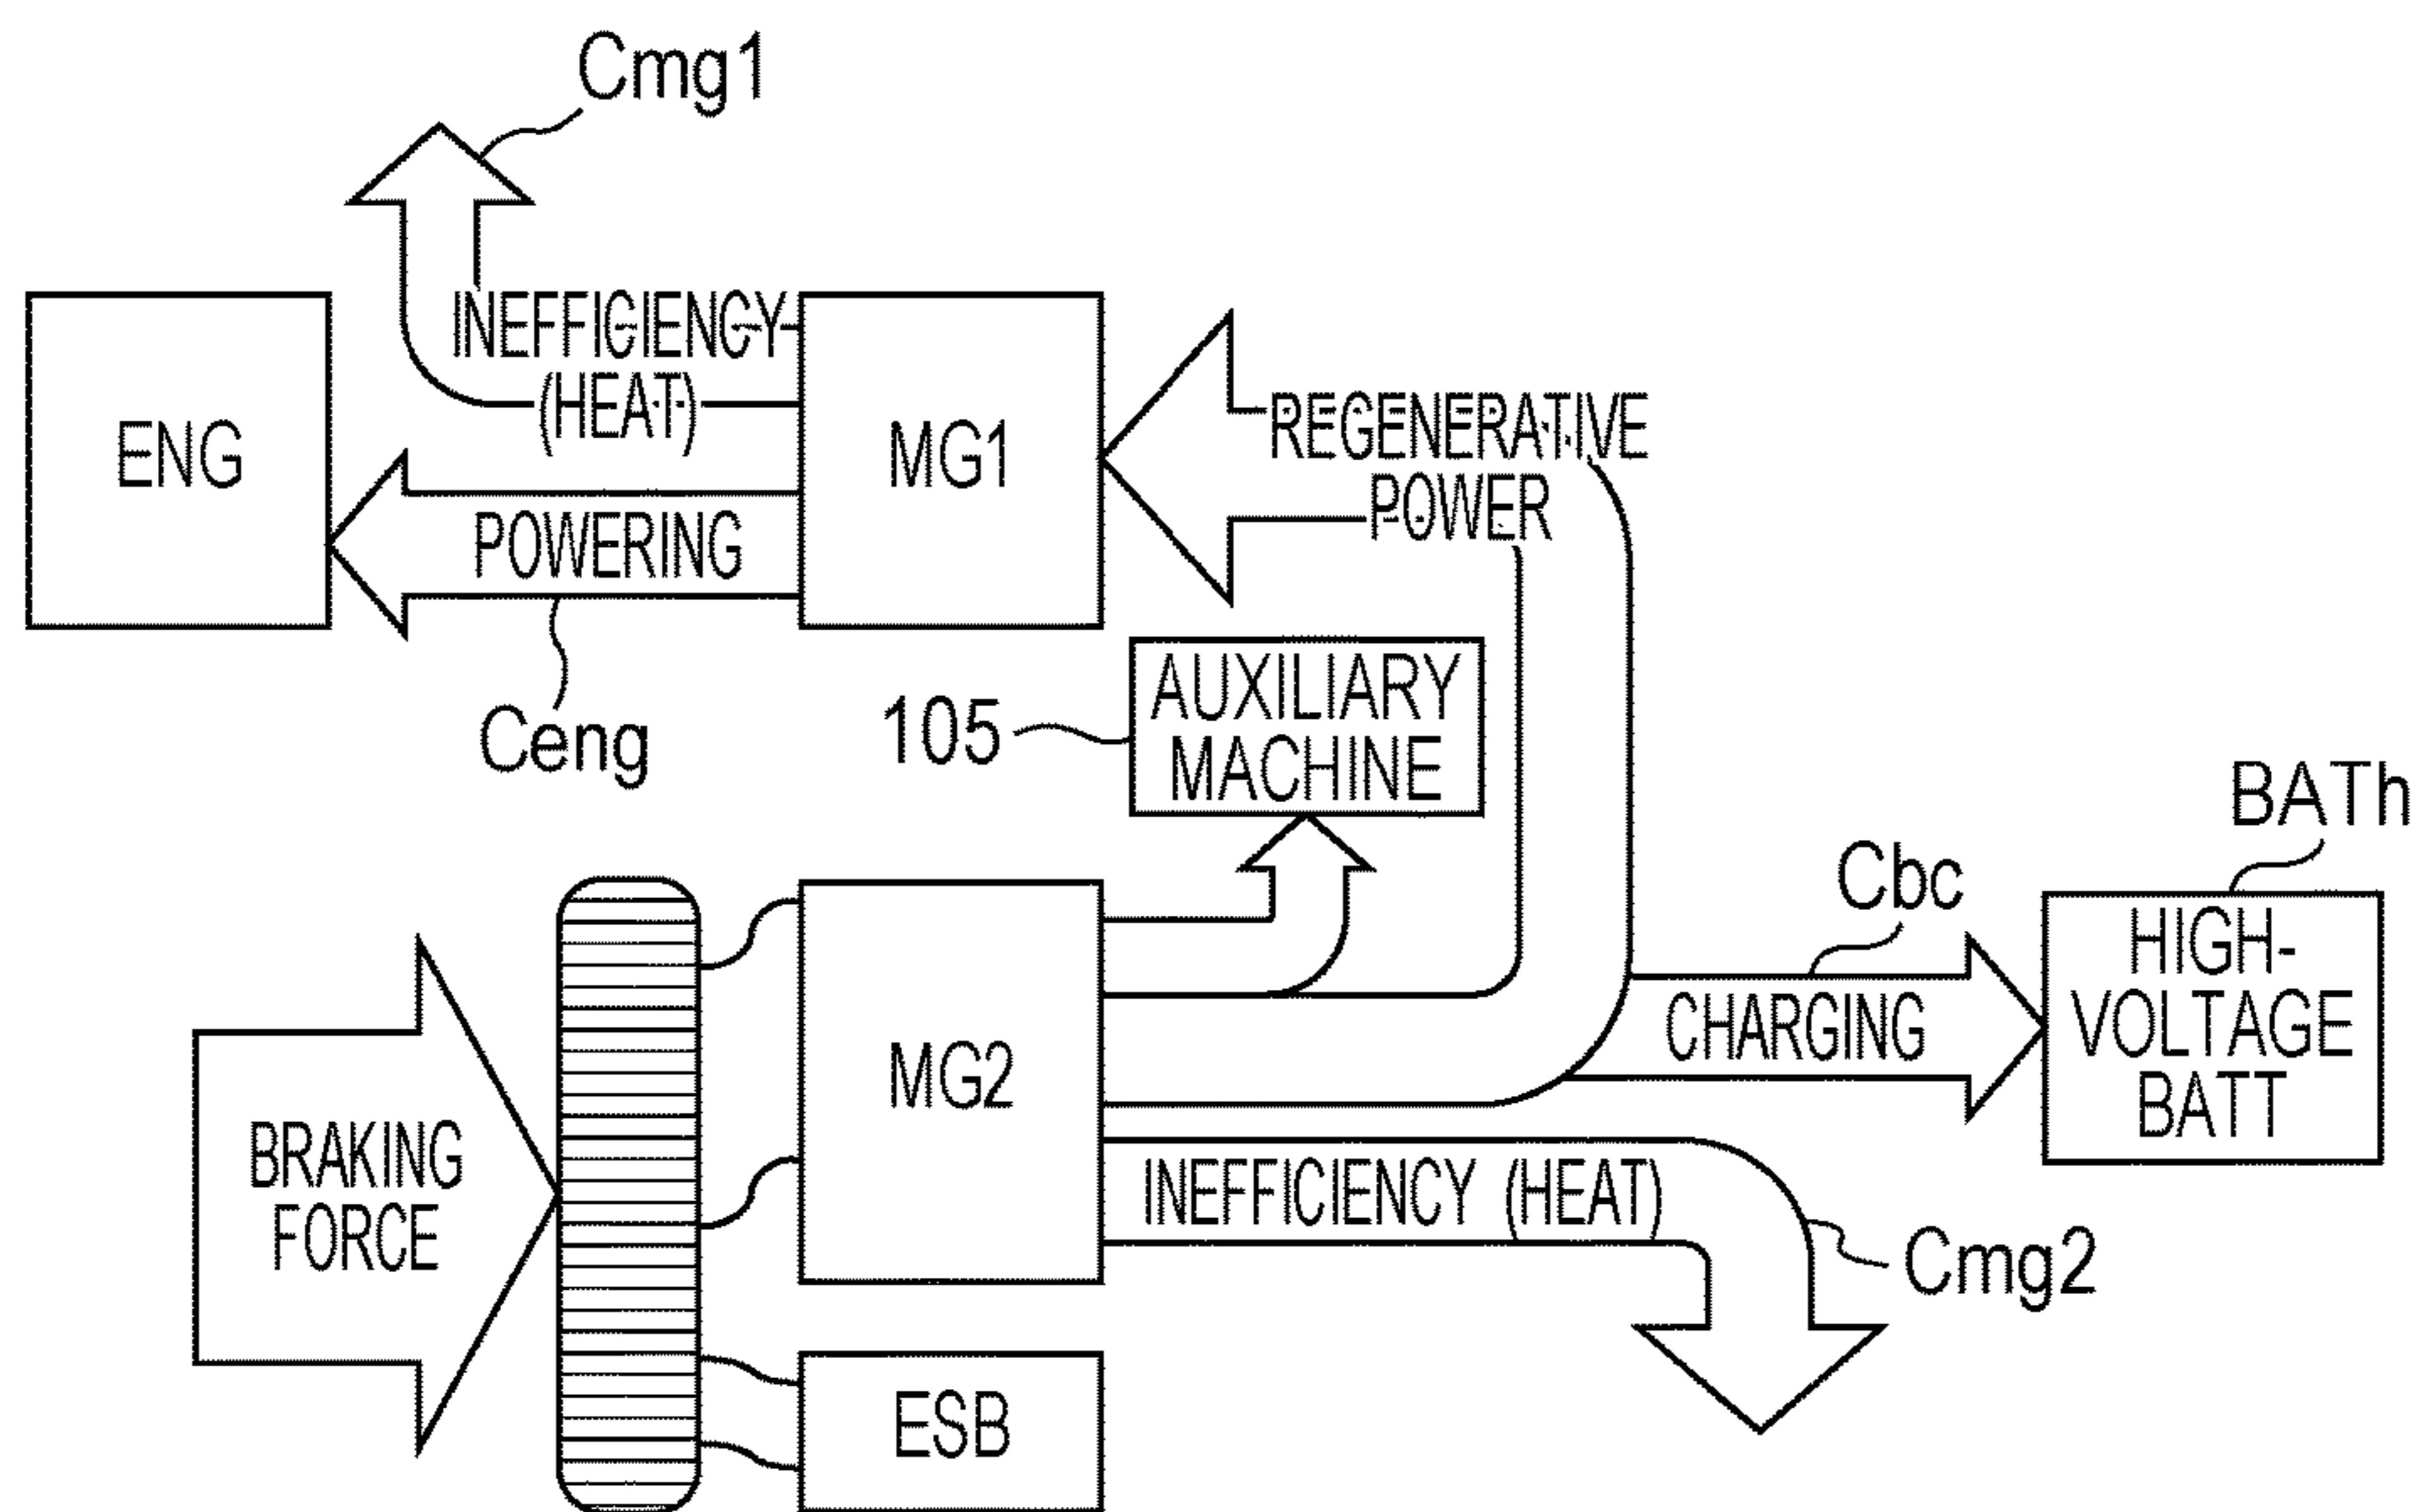 Cmg1
INEFFICIENCY
(HEAT)
ENG
MG1
REGENERATIVE
POWER
POWERING
Ceng
105
AUXILIARY
MACHINE
BATh
Cbc
HIGH-
VOLTAGE
BATT
CHARGING
MG2
BRAKING
FORCE
INEFFICIENCY (HEAT)
Cmg2
ESB